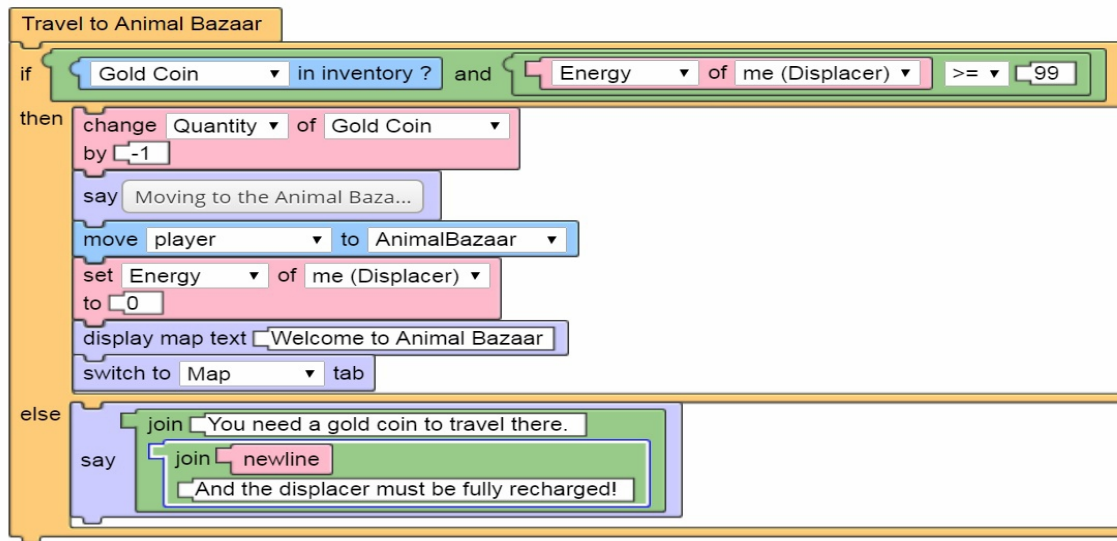 Travel to Animal Bazaar
if Gold Coin in inventory ? and Energy of me (Displacer) >= 99
then change Quantity of Gold Coin
by -1
say Moving to the Animal Baza...
move player to AnimalBazaar
set Energy of me (Displacer)
to 0
display map text Welcome to Animal Bazaar
switch to Map tab
else join You need a gold coin to travel there.
say join newline
And the displacer must be fully recharged!